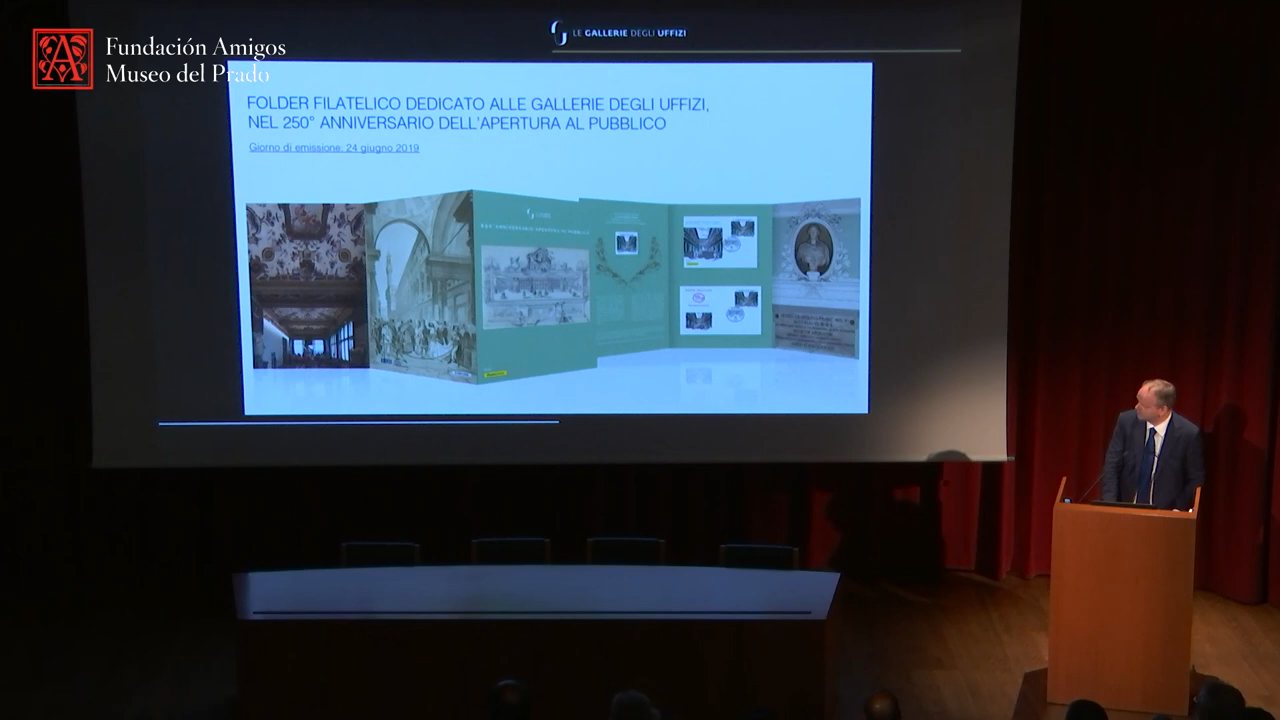 Fundación Amigos
Museo del Prado
LE GALLERIE DEGLI UFFIZI
FOLDER FILATELICO DEDICATO ALLE GALLERIE DEGLI UFFIZI,
NEL 250° ANNIVERSARIO DELL'APERTURA AL PUBBLICO
Giorno di emissione: 24 giugno 2019